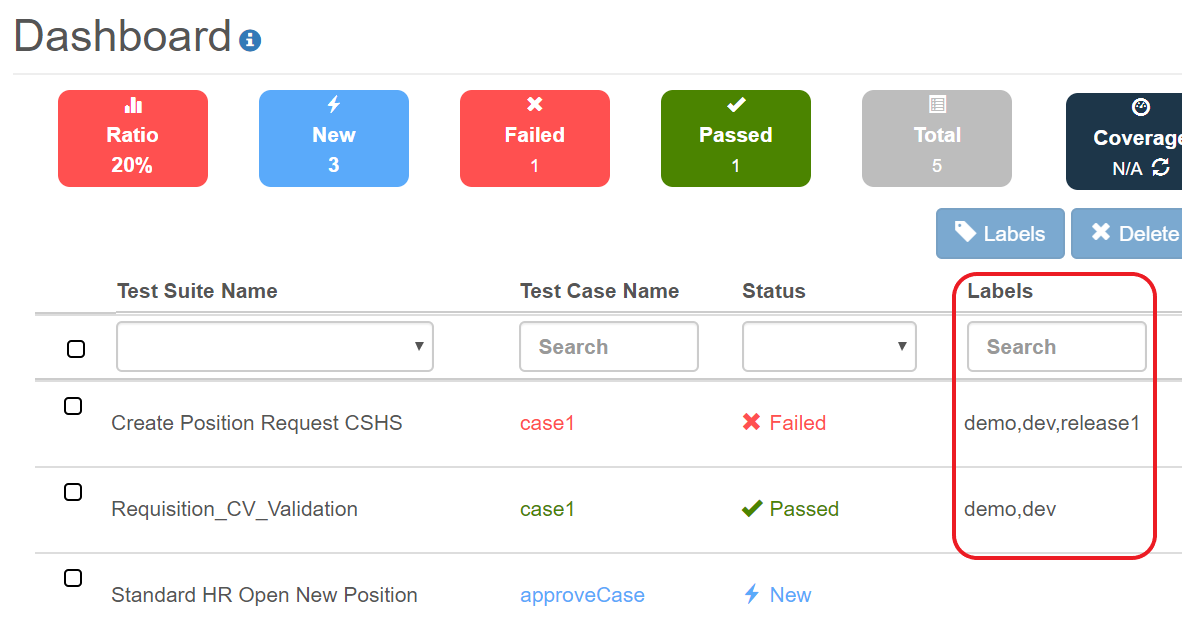 Dashboard
Ratio
20%
New
3
Failed
1
Passed
1
Total
5
Coverage
N/A
Labels
Delete
Test Suite Name Test Case Name Status Labels
Search Search
Create Position Request CSHS case1 Failed demo,dev,release1
Requisition_CV_Validation case1 Passed demo,dev
Standard HR Open New Position approveCase New